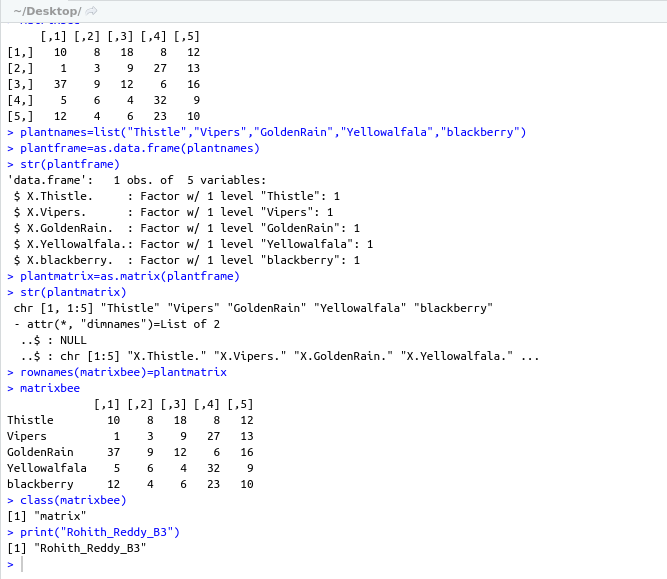 ~/Desktop/
     [,1] [,2] [,3] [,4] [,5]
[1,]   10    8   18    8   12
[2,]    1    3    9   27   13
[3,]   37    9   12    6   16
[4,]    5    6    4   32    9
[5,]   12    4    6   23   10
> plantnames=list("Thistle","Vipers","GoldenRain","Yellowalfala","blackberry")
> plantframe=as.data.frame(plantnames)
> str(plantframe)
'data.frame':   1 obs. of  5 variables:
 $ X.Thistle.     : Factor w/ 1 level "Thistle": 1
 $ X.Vipers.      : Factor w/ 1 level "Vipers": 1
 $ X.GoldenRain.  : Factor w/ 1 level "GoldenRain": 1
 $ X.Yellowalfala.: Factor w/ 1 level "Yellowalfala": 1
 $ X.blackberry.  : Factor w/ 1 level "blackberry": 1
> plantmatrix=as.matrix(plantframe)
> str(plantmatrix)
 chr [1, 1:5] "Thistle" "Vipers" "GoldenRain" "Yellowalfala" "blackberry"
 - attr(*, "dimnames")=List of 2
  ..$ : NULL
  ..$ : chr [1:5] "X.Thistle." "X.Vipers." "X.GoldenRain." "X.Yellowalfala." ...
> rownames(matrixbee)=plantmatrix
> matrixbee
             [,1] [,2] [,3] [,4] [,5]
Thistle        10    8   18    8   12
Vipers          1    3    9   27   13
GoldenRain     37    9   12    6   16
Yellowalfala    5    6    4   32    9
blackberry     12    4    6   23   10
> class(matrixbee)
[1] "matrix"
> print("Rohith_Reddy_B3")
[1] "Rohith_Reddy_B3"
>